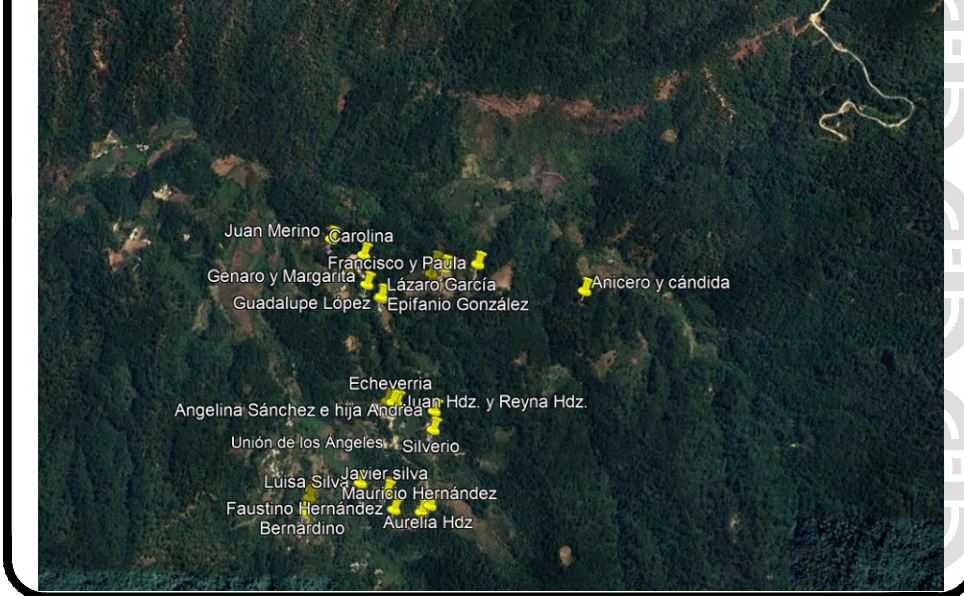 Juan Merino
Carolina
Francisco y Paula
Genaro y Margarita
Lázaro García
Guadalupe López
Epifanio González
Anicero y cándida
Echeverria
Juan Hdz. y Reyna Hdz.
Angelina Sánchez e hija Andrea
Unión de los Ángeles
Silverio
Javier silva
Luisa Silva
Mauricio Hernández
Faustino Hernández
Aurelia Hdz
Bernardino